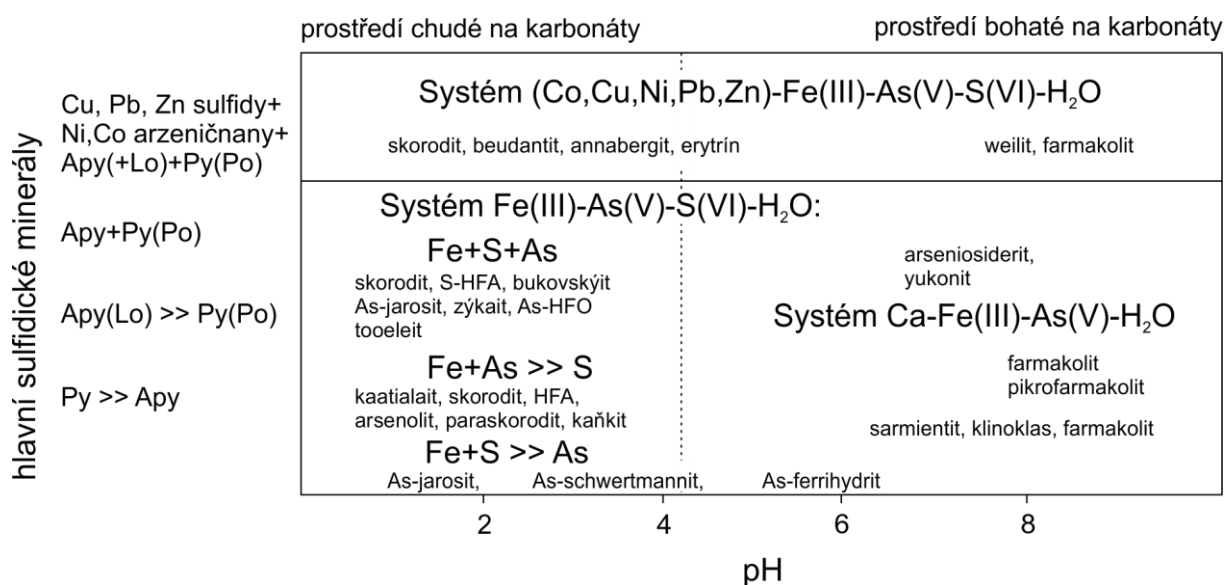 prostředí chudé na karbonáty
prostředí bohaté na karbonáty
hlavní sulfidické minerály
Cu, Pb, Zn sulfidy+
Ni,Co arzeničnany+
Apy(+Lo)+Py(Po)
Systém (Co,Cu,Ni,Pb,Zn)-Fe(III)-As(V)-S(VI)-H₂O
skorodit, beudantit, annabergit, erytrín
weilit, farmakolit
Systém Fe(III)-As(V)-S(VI)-H₂O:
Apy+Py(Po)
Fe+S+As
skorodit, S-HFA, bukovskýit
As-jarosit, zýkait, As-HFO
tooeleit
arseniosiderit,
yukonit
Apy(Lo) >> Py(Po)
Systém Ca-Fe(III)-As(V)-H₂O
Fe+As >> S
kaatialait, skorodit, HFA,
arsenolit, paraskorodit, kaňkit
farmakolit
pikrofarmakolit
Py >> Apy
sarmientit, klinoklas, farmakolit
Fe+S >> As
As-jarosit, As-schwertmannit, As-ferrihydrit
2 4 6 8
pH